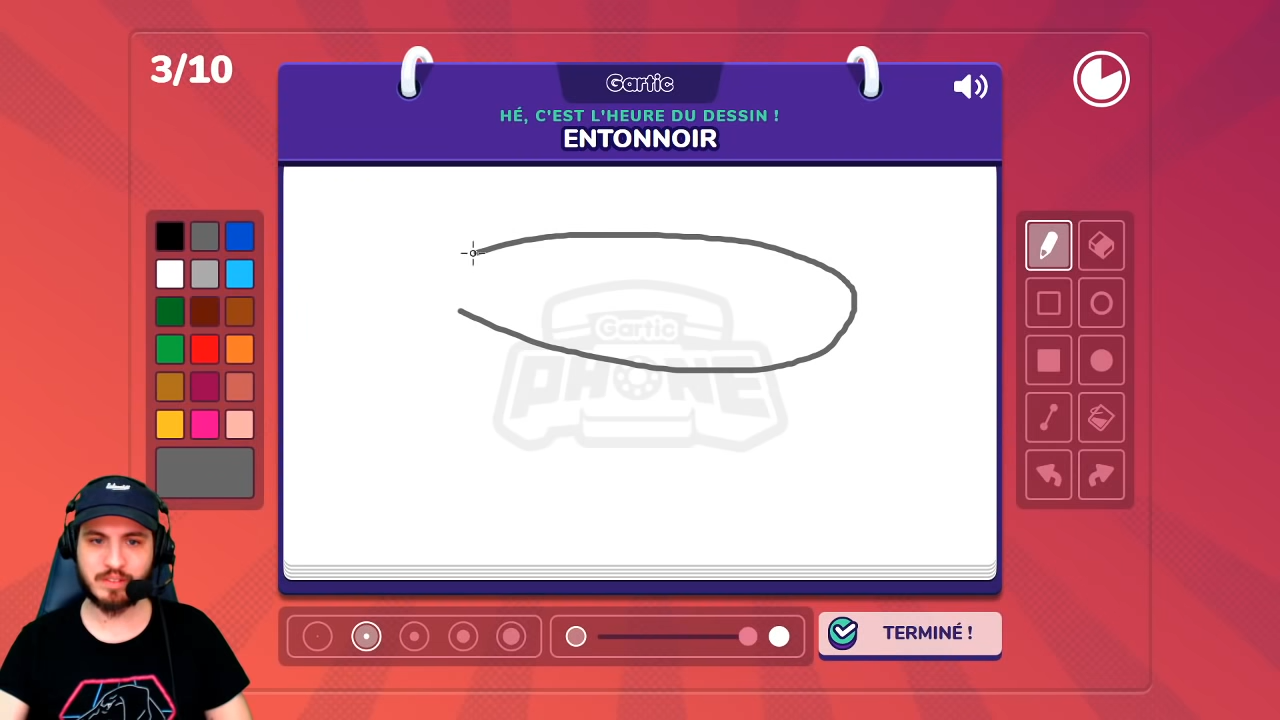 3/10
Gartic
HÉ, C'EST L'HEURE DU DESSIN !
ENTONNOIR
Gartic
PHONE
TERMINÉ !